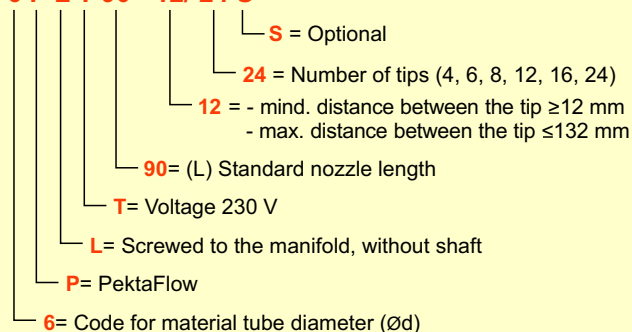 S = Optional
24 = Number of tips (4, 6, 8, 12, 16, 24)
12 = - mind. distance between the tip ≥12 mm
- max. distance between the tip ≤132 mm
90= (L) Standard nozzle length
T= Voltage 230 V
L= Screwed to the manifold, without shaft
P= PektaFlow
6= Code for material tube diameter (Ød)